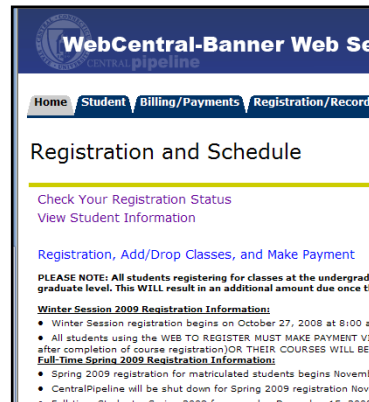 WebCentral-Banner Web Se
CENTRAL pipeline
Home Student Billing/Payments Registration/Record
Registration and Schedule
Check Your Registration Status
View Student Information
Registration, Add/Drop Classes, and Make Payment
PLEASE NOTE: All students registering for classes at the undergrad
graduate level. This WILL result in an additional amount due once t
Winter Session 2009 Registration Information:
• Winter Session registration begins on October 27, 2008 at 8:00 a
• All students using the WEB TO REGISTER MUST MAKE PAYMENT VI
after completion of course registration)OR THEIR COURSES WILL BE
Full-Time Spring 2009 Registration Information:
• Spring 2009 registration for matriculated students begins Novemb
• CentralPipeline will be shut down for Spring 2009 registration Nov